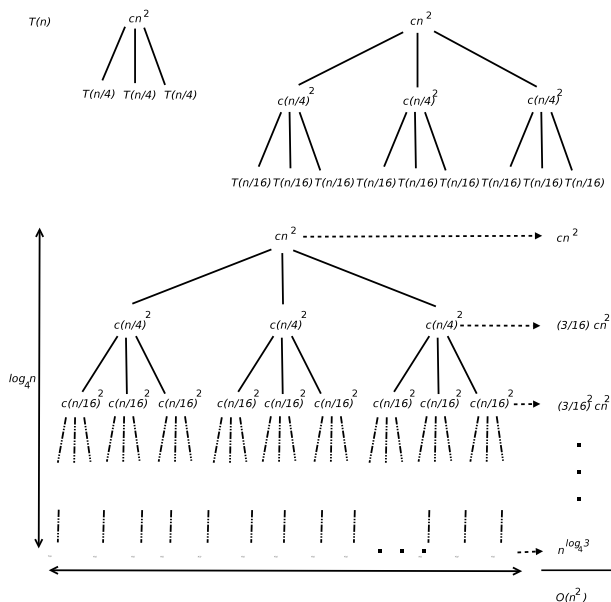 T(n)
cn²
cn²
T(n/4) T(n/4) T(n/4)
c(n/4)² c(n/4)² c(n/4)²
T(n/16) T(n/16) T(n/16) T(n/16) T(n/16) T(n/16) T(n/16) T(n/16) T(n/16)
cn² cn²
c(n/4)² c(n/4)² c(n/4)² (3/16) cn²
log₄n
c(n/16)² c(n/16)² c(n/16)² c(n/16)² c(n/16)² c(n/16)² c(n/16)² c(n/16)² c(n/16)² (3/16)² cn²
n^log₄3
O(n²)